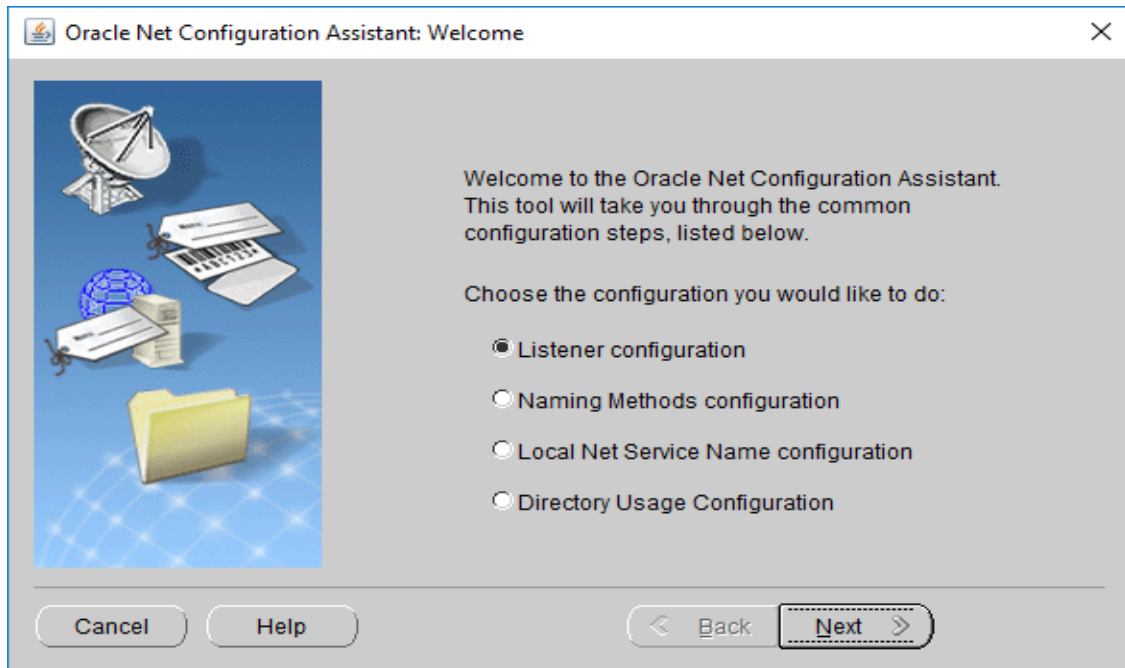 Oracle Net Configuration Assistant: Welcome
Welcome to the Oracle Net Configuration Assistant.
This tool will take you through the common
configuration steps, listed below.
Choose the configuration you would like to do:
Listener configuration
Naming Methods configuration
Local Net Service Name configuration
Directory Usage Configuration
Cancel
Help
Back
Next